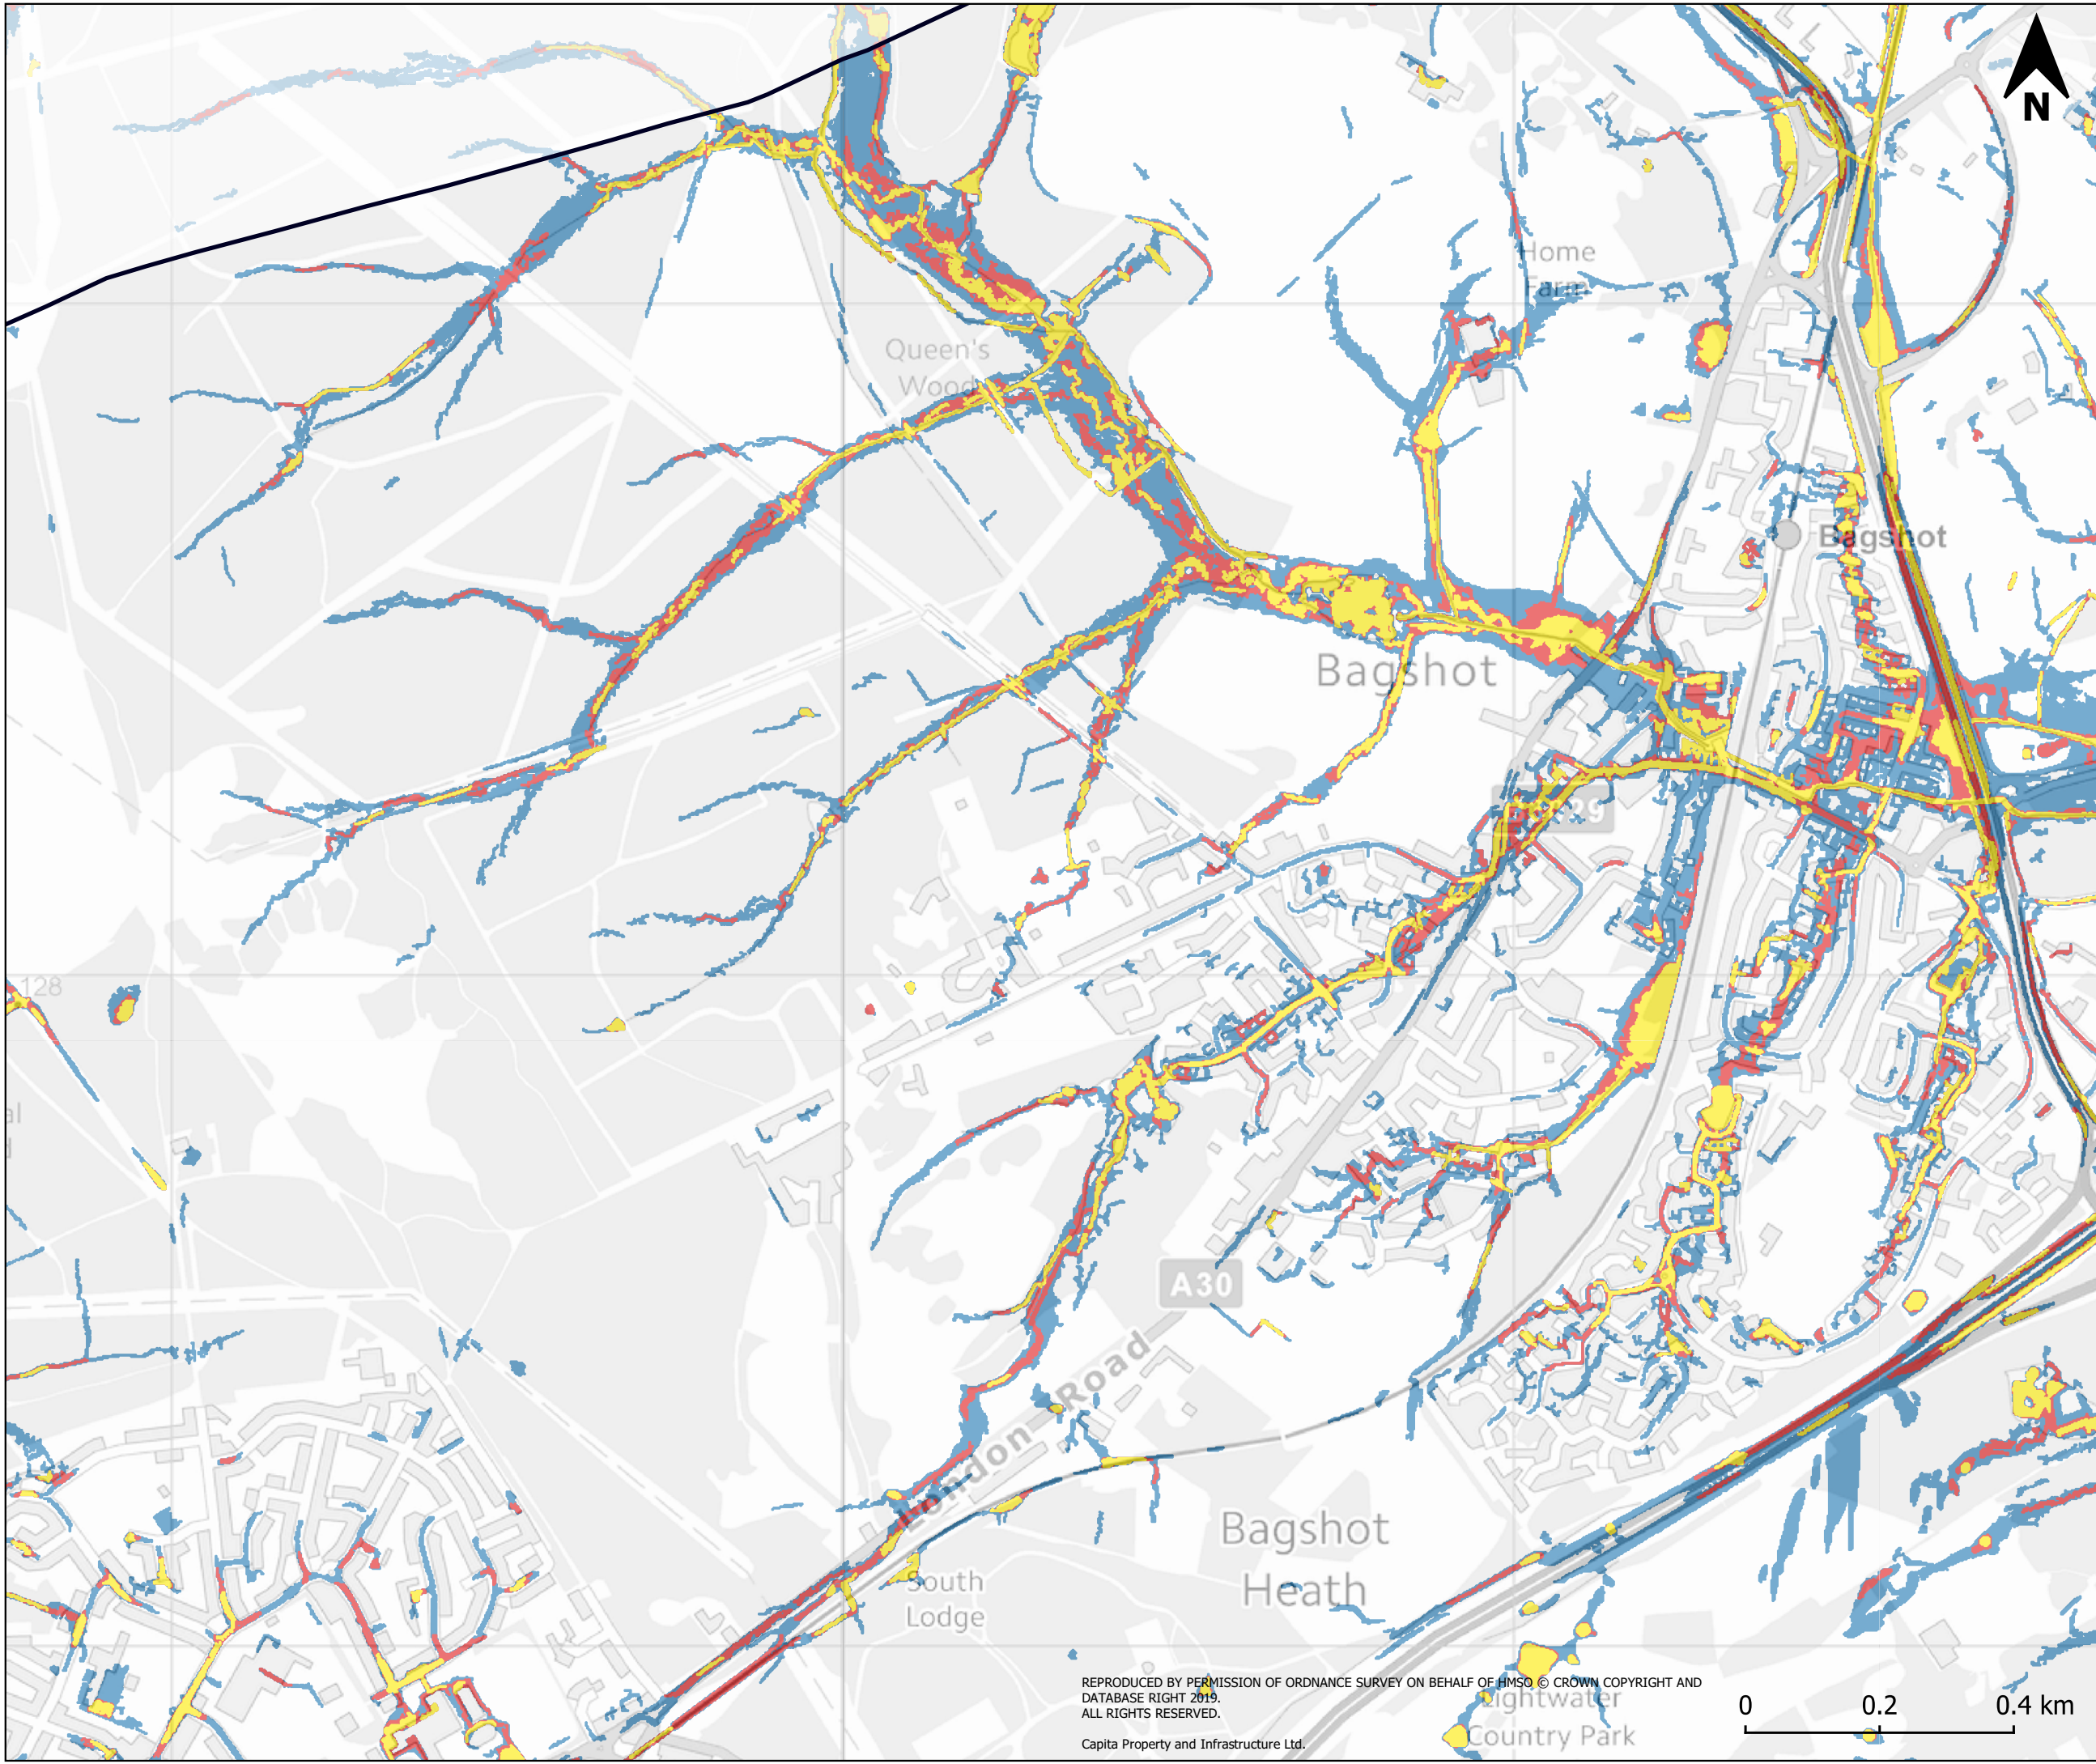 N
Home
Farm
Queen's
Wood
Bagshot
Bagshot
128
A30
London Road
Bagshot
Heath
South
Lodge
REPRODUCED BY PERMISSION OF ORDNANCE SURVEY ON BEHALF OF HMSO © CROWN COPYRIGHT AND
DATABASE RIGHT 2019.
ALL RIGHTS RESERVED.
Lightwater
Country Park
Capita Property and Infrastructure Ltd.
0 0.2 0.4 km